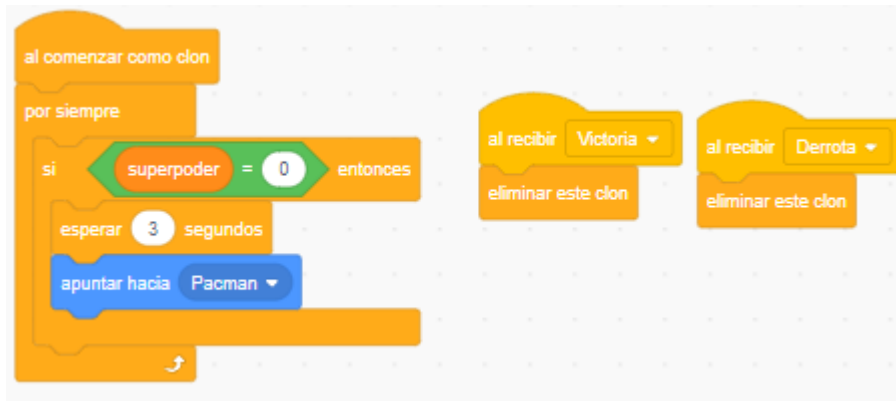 al comenzar como clon
por siempre
si superpoder = 0 entonces
esperar 3 segundos
apuntar hacia Pacman
al recibir Victoria
eliminar este clon
al recibir Derrota
eliminar este clon